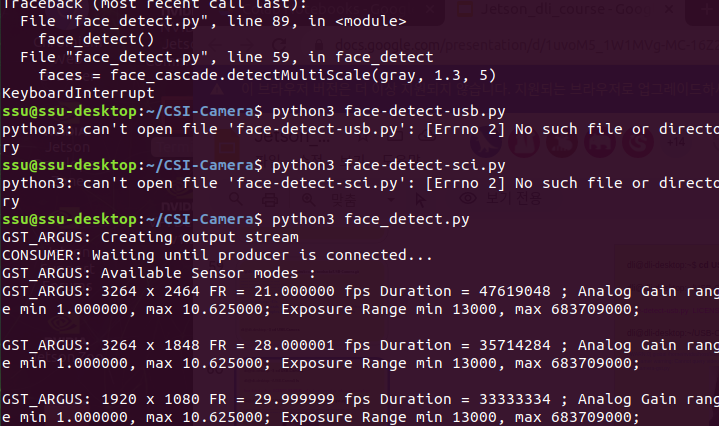 Traceback (most recent call last):
  File "face_detect.py", line 89, in <module>
    face_detect()
  File "face_detect.py", line 59, in face_detect
    faces = face_cascade.detectMultiScale(gray, 1.3, 5)
KeyboardInterrupt
ssu@ssu-desktop:~/CSI-Camera$ python3 face-detect-usb.py
python3: can't open file 'face-detect-usb.py': [Errno 2] No such file or directo
ry
ssu@ssu-desktop:~/CSI-Camera$ python3 face-detect-sci.py
python3: can't open file 'face-detect-sci.py': [Errno 2] No such file or directo
ry
ssu@ssu-desktop:~/CSI-Camera$ python3 face_detect.py
GST_ARGUS: Creating output stream
CONSUMER: Waiting until producer is connected...
GST_ARGUS: Available Sensor modes :
GST_ARGUS: 3264 x 2464 FR = 21.000000 fps Duration = 47619048 ; Analog Gain rang
e min 1.000000, max 10.625000; Exposure Range min 13000, max 683709000;

GST_ARGUS: 3264 x 1848 FR = 28.000001 fps Duration = 35714284 ; Analog Gain rang
e min 1.000000, max 10.625000; Exposure Range min 13000, max 683709000;

GST_ARGUS: 1920 x 1080 FR = 29.999999 fps Duration = 33333334 ; Analog Gain rang
e min 1.000000, max 10.625000; Exposure Range min 13000, max 683709000;